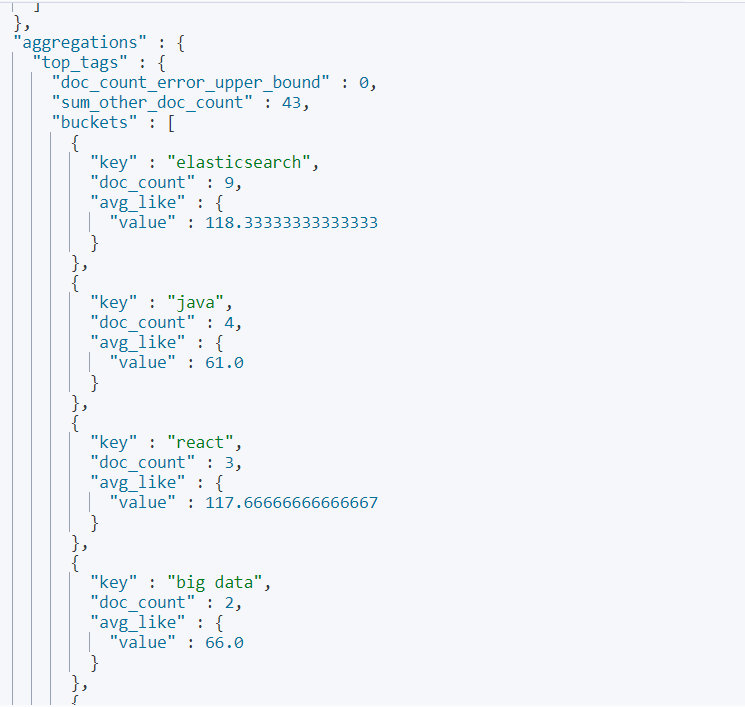 ]
},
"aggregations" : {
"top_tags" : {
"doc_count_error_upper_bound" : 0,
"sum_other_doc_count" : 43,
"buckets" : [
{
"key" : "elasticsearch",
"doc_count" : 9,
"avg_like" : {
"value" : 118.33333333333333
}
},
{
"key" : "java",
"doc_count" : 4,
"avg_like" : {
"value" : 61.0
}
},
{
"key" : "react",
"doc_count" : 3,
"avg_like" : {
"value" : 117.66666666666667
}
},
{
"key" : "big data",
"doc_count" : 2,
"avg_like" : {
"value" : 66.0
}
},
{